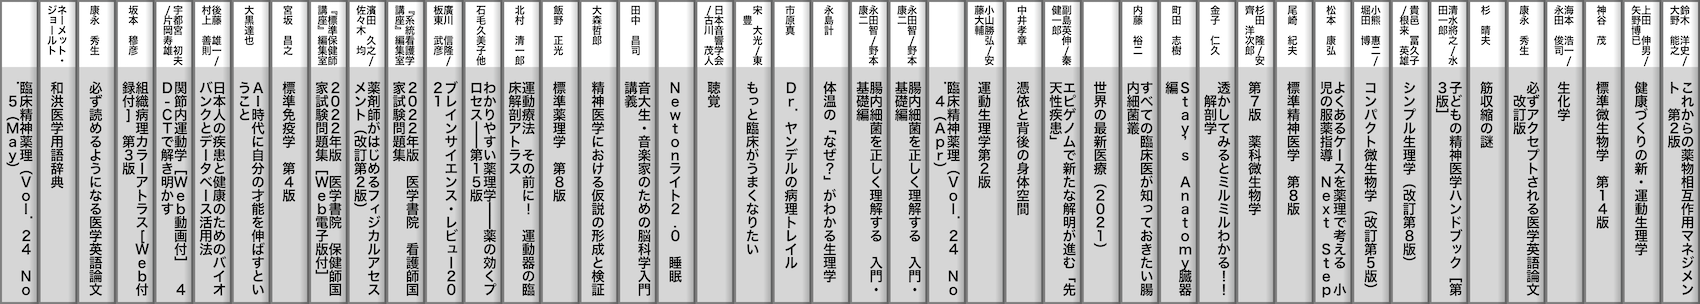 鈴木 洋史/
大野 能之
これからの薬物相互作用マネジメン
ト 第2版
上田 伸男/
矢野 博已
健康づくりの新・運動生理学
神谷 茂
標準微生物学 第14版
海本 浩一/
永田 俊司
生化学
康永 秀生
必ずアクセプトされる医学英語論文
改訂版
杉 晴夫
筋収縮の謎
清水將之/水
田一郎
子どもの精神医学ハンドブック［第
3版］
貴邑 冨久子
/根来 英雄
シンプル生理学（改訂第8版）
小熊 惠二/
堀田 博
コンパクト微生物学（改訂第5版）
松本 康弘
よくあるケースを薬理で考える 小
児の服薬指導 Next Step
尾崎 紀夫
標準精神医学 第8版
杉田 隆/安
齊 洋次郎
第7版 薬科微生物学
金子 仁久
透かしてみるとミルミルわかる！！
解剖学
町田 志樹
Stay's Anatomy臓器
編
内藤 裕二
すべての臨床医が知っておきたい腸
内細菌叢
世界の最新医療（2021）
副島英伸/秦
健一郎
エピゲノムで新たな解明が進む「先
天性疾患」
中井孝章
憑依と背後の身体空間
小山勝弘/安
藤大輔
運動生理学第2版
臨床精神薬理（Vol．24 No
．4（Apr）
永田智/野本
康二
腸内細菌を正しく理解する 入門・
基礎編
永田智/野本
康二
腸内細菌を正しく理解する 入門・
基礎編
永島計
体温の「なぜ？」がわかる生理学
市原真
Dr．ヤンデルの病理トレイル
宋 大光/東
豊
もっと臨床がうまくなりたい
日本音響学会
/古川 茂人
聴覚
Newtonライト2．0 睡眠
田中 昌司
音大生・音楽家のための脳科学入門
講義
大森哲郎
精神医学における仮説の形成と検証
飯野 正光
標準薬理学 第8版
北村 清一郎
運動療法 その前に！ 運動器の臨
床解剖アトラス
石毛久美子他
わかりやすい薬理学――薬の効くプ
ロセス――第15版
廣川 信隆/
板東 武彦
ブレインサイエンス・レビュー20
21
『系統看護学
講座』編集室
2022年版 医学書院 看護師国
家試験問題集
濱田 久之/
佐々木 均
薬剤師がはじめるフィジカルアセス
メント（改訂第2版）
『標準保健師
講座』編集室
2022年版 医学書院 保健師国
家試験問題集［Web電子版付］
宮坂 昌之
標準免疫学 第4版
大黒達也
AI時代に自分の才能を伸ばすとい
うこと
後藤 雄一/
村上 善則
日本人の疾患と健康のためのバイオ
バンクとデータベース活用法
宇都宮 初夫
/片岡寿雄
関節内運動学［Web動画付］ 4
D-CTで解き明かす
坂本 穆彦
組織病理カラーアトラス［Web付
録付］ 第3版
康永 秀生
必ず読めるようになる医学英語論文
ネーメット・
ジョールト
和洪医学用語辞典
臨床精神薬理（Vol．24 No
．5（May）